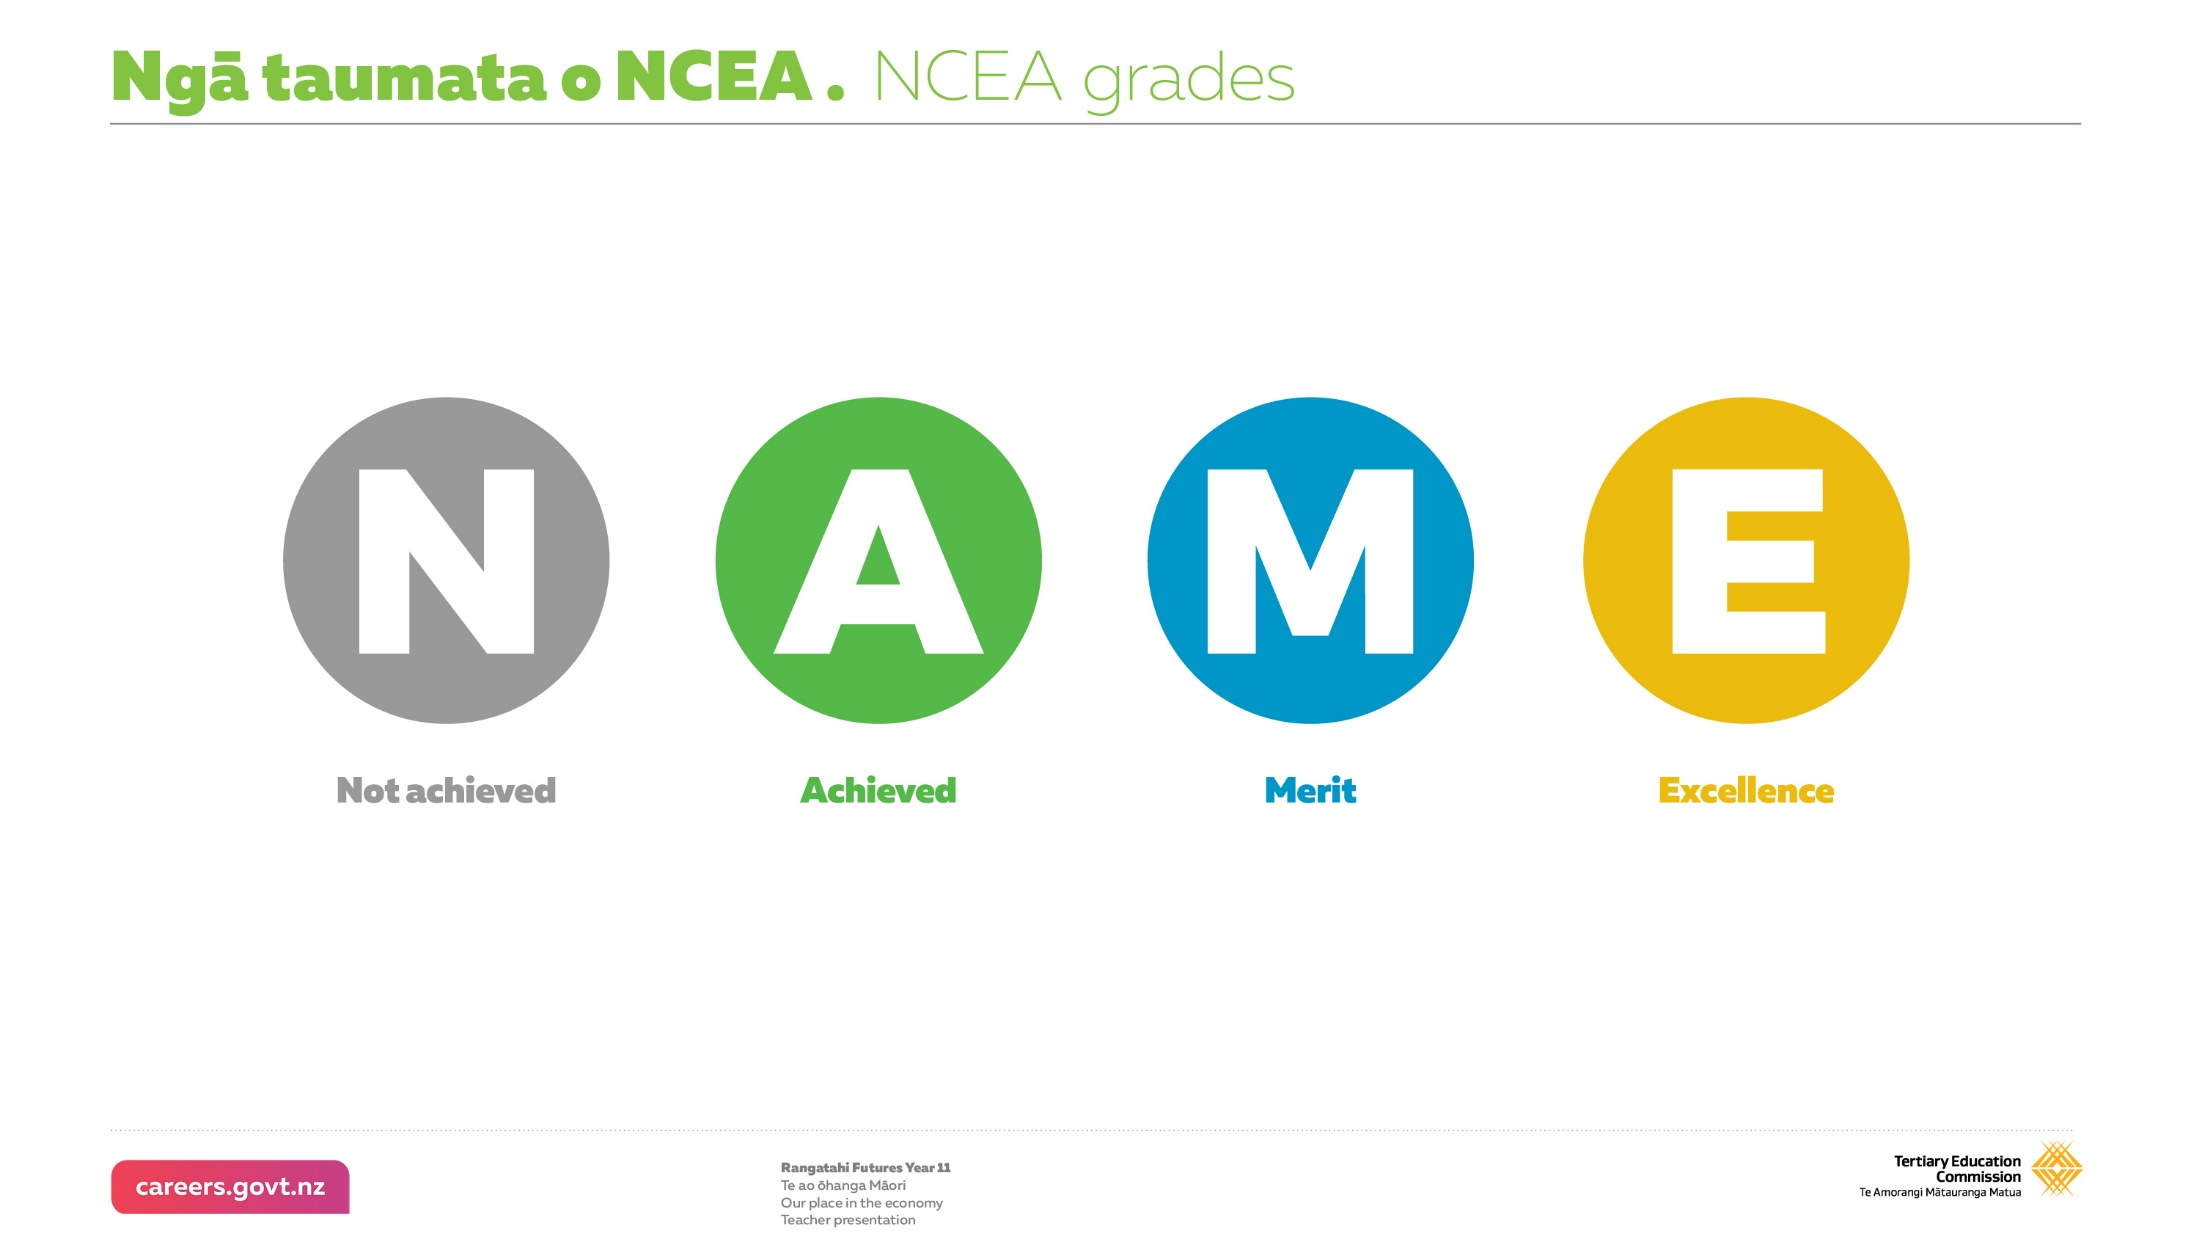 Ngā taumata o NCEA . NCEA grades
N A M E
Not achieved Achieved Merit Excellence
careers.govt.nz
Rangatahi Futures Year 11
Te ao ōhanga Māori
Our place in the economy
Teacher presentation
Tertiary Education
Commission
Te Amorangi Mātauranga Matua